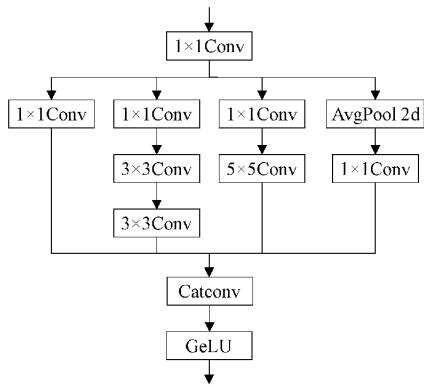 1×1Conv
1×1Conv 1×1Conv 1×1Conv AvgPool 2d
3×3Conv 5×5Conv 1×1Conv
3×3Conv
Catconv
GeLU